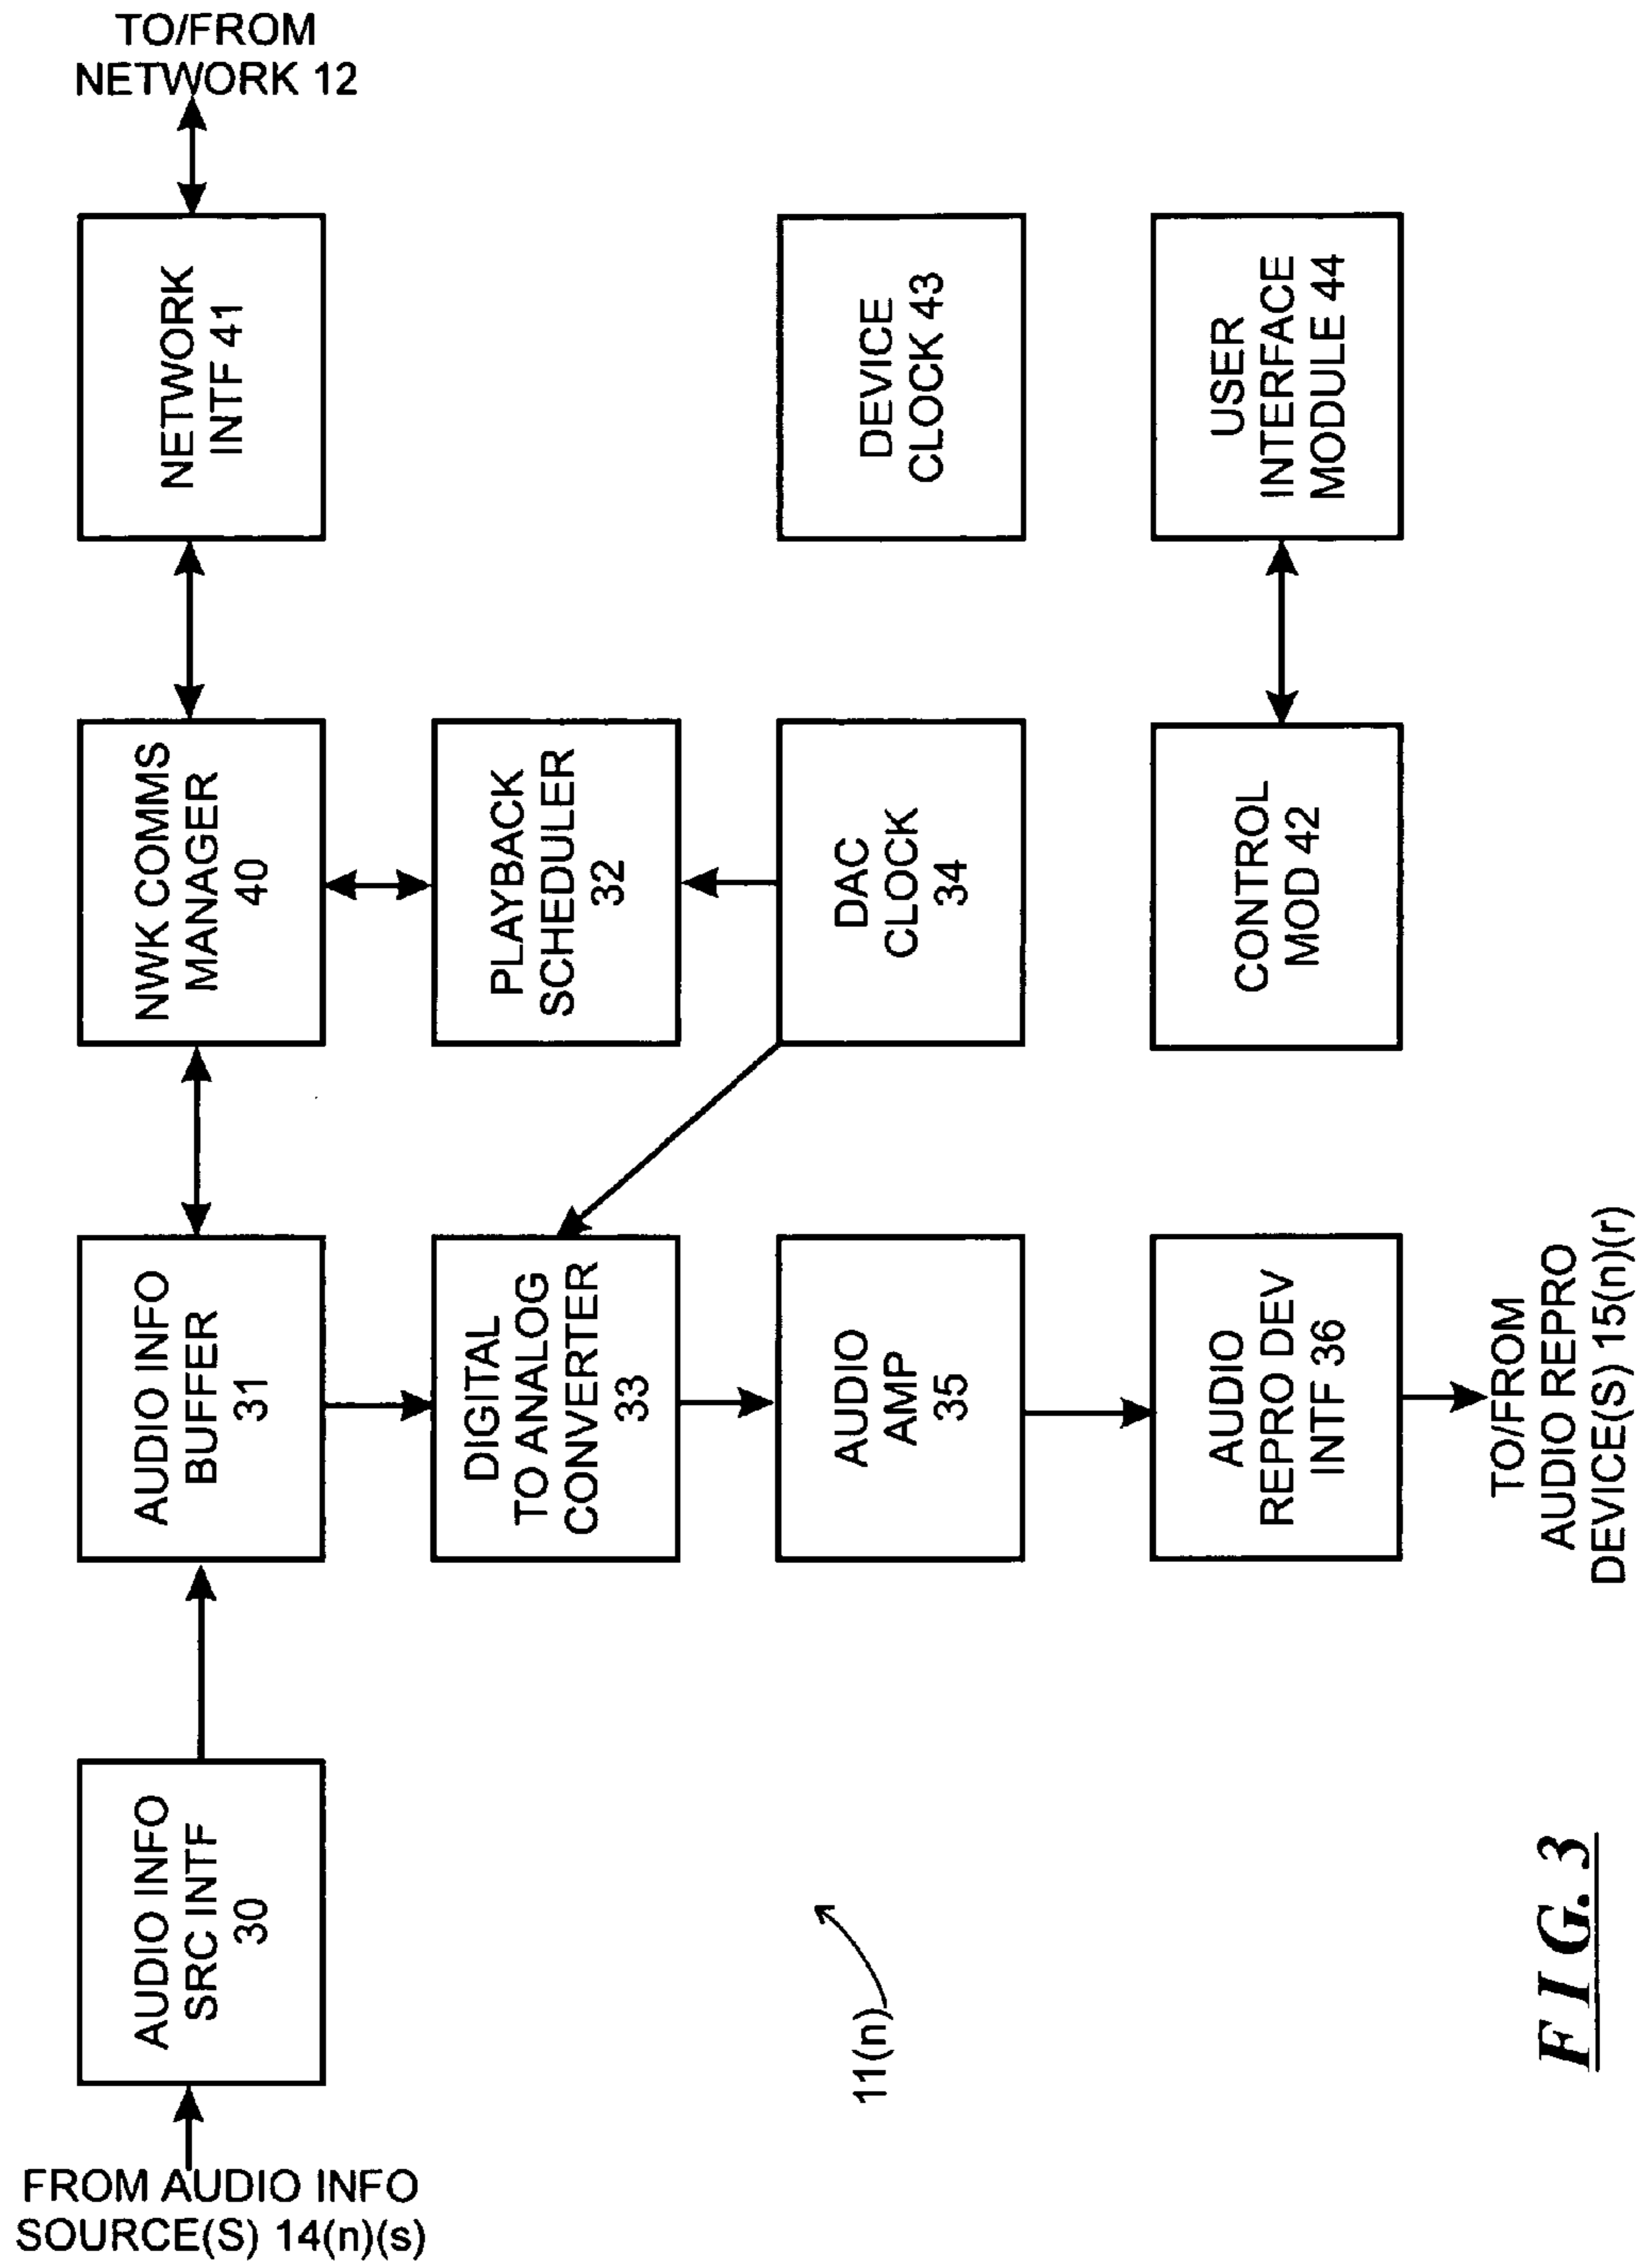 FROM AUDIO INFO
SOURCE(S) 14(n)(s)
AUDIO INFO
SRC INTF
30
AUDIO INFO
BUFFER
31
NWK COMMS
MANAGER
40
NETWORK
INTF 41
TO/FROM
NETWORK 12
DIGITAL
TO ANALOG
CONVERTER
33
PLAYBACK
SCHEDULER
32
AUDIO
AMP
35
DAC
CLOCK
34
DEVICE
CLOCK 43
11(n)
AUDIO
REPRO DEV
INTF 36
CONTROL
MOD 42
USER
INTERFACE
MODULE 44
TO/FROM
AUDIO REPRO
DEVICE(S) 15(n)(r)
FIG. 3